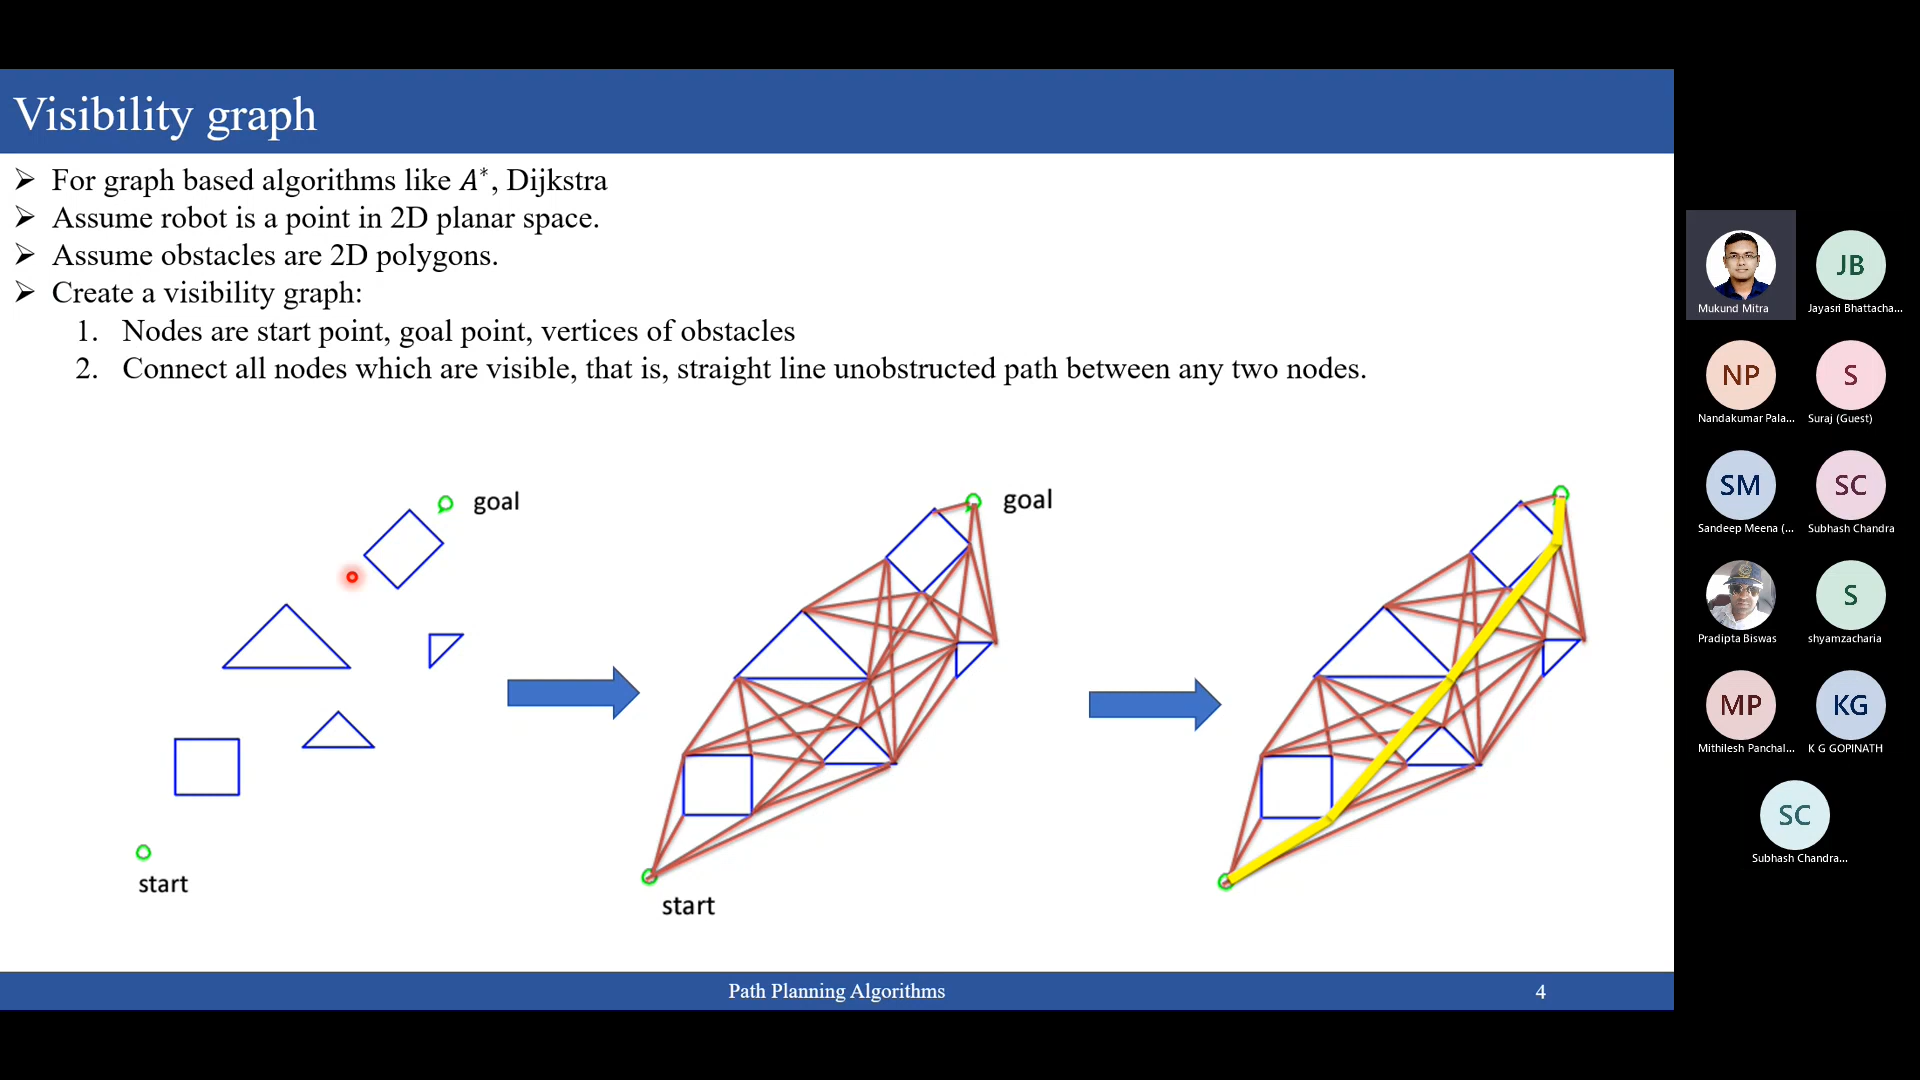 Visibility graph
➢ For graph based algorithms like A*, Dijkstra
➢ Assume robot is a point in 2D planar space.
➢ Assume obstacles are 2D polygons.
➢ Create a visibility graph:
1. Nodes are start point, goal point, vertices of obstacles
2. Connect all nodes which are visible, that is, straight line unobstructed path between any two nodes.
goal
start
goal
start
Path Planning Algorithms
4
Mukund Mitra
JB
Jayasri Bhattacha...
NP
Nandakumar Pala...
S
Suraj (Guest)
SM
Sandeep Meena (...
SC
Subhash Chandra
Pradipta Biswas
S
shyamzacharia
MP
Mithilesh Panchal...
KG
K G GOPINATH
SC
Subhash Chandra...